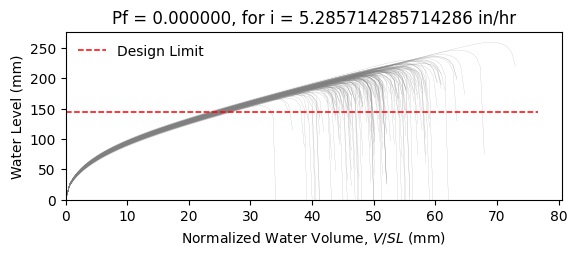 Pf = 0.000000, for i = 5.285714285714286 in/hr
Design Limit
Water Level (mm)
250
200
150
100
50
0
0 10 20 30 40 50 60 70 80
Normalized Water Volume, V/SL (mm)